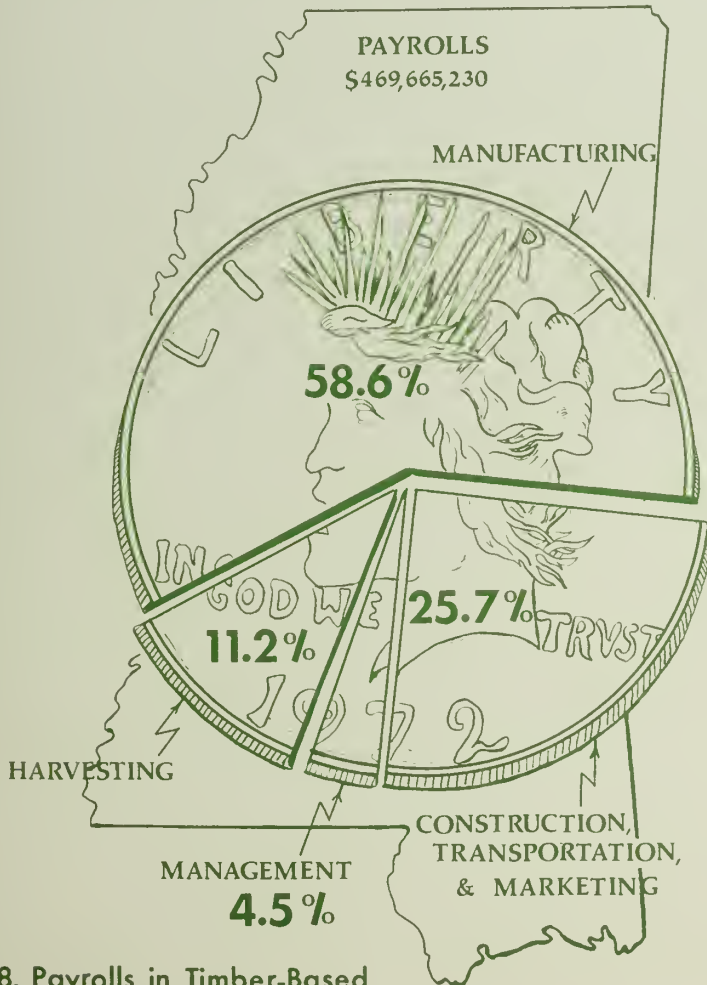 PAYROLLS
$469,665,230
MANUFACTURING
LIBERTY
58.6%
IN GOD WE TRVST
25.7%
11.2%
1972
HARVESTING
MANAGEMENT
4.5%
CONSTRUCTION,
TRANSPORTATION,
& MARKETING
8. Payrolls in Timber-Based